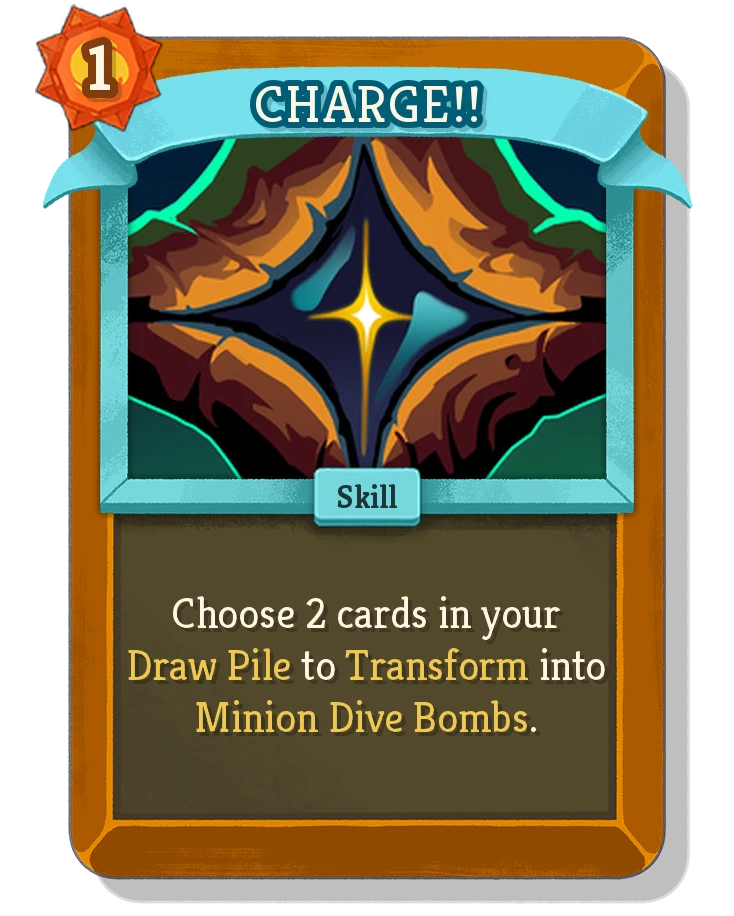 1
CHARGE!!
Skill
Choose 2 cards in your
Draw Pile to Transform into
Minion Dive Bombs.